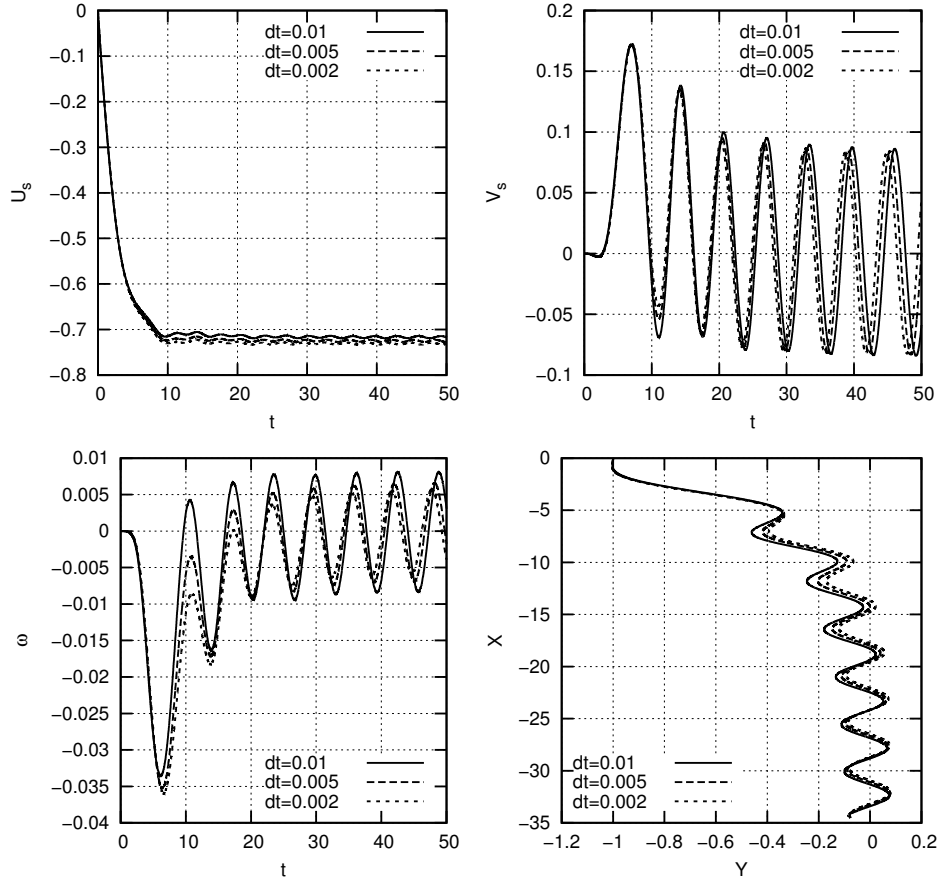 0
−0.1
−0.2
−0.3
−0.4
−0.5
−0.6
−0.7
−0.8
0 10 20 30 40 50
U_s
t
dt=0.01
dt=0.005
dt=0.002
0.2
0.15
0.1
0.05
0
−0.05
−0.1
0 10 20 30 40 50
V_s
t
dt=0.01
dt=0.005
dt=0.002
0.01
0.005
0
−0.005
−0.01
−0.015
−0.02
−0.025
−0.03
−0.035
−0.04
0 10 20 30 40 50
ω
t
dt=0.01
dt=0.005
dt=0.002
0
−5
−10
−15
−20
−25
−30
−35
−1.2 −1 −0.8 −0.6 −0.4 −0.2 0 0.2
X
Y
dt=0.01
dt=0.005
dt=0.002